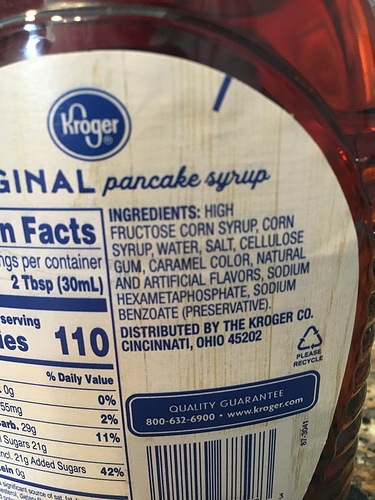 Kroger
®
GINAL pancake syrup
n Facts
ngs per container
2 Tbsp (30mL)
serving
ies 110
% Daily Value
0g 0%
55mg 2%
arb. 29g 11%
Sugars 21g
ncl. 21g Added Sugars 42%
ein 0g
INGREDIENTS: HIGH
FRUCTOSE CORN SYRUP, CORN
SYRUP, WATER, SALT, CELLULOSE
GUM, CARAMEL COLOR, NATURAL
AND ARTIFICIAL FLAVORS, SODIUM
HEXAMETAPHOSPHATE, SODIUM
BENZOATE (PRESERVATIVE).
DISTRIBUTED BY THE KROGER CO.
CINCINNATI, OHIO 45202
PLEASE
RECYCLE
QUALITY GUARANTEE
800-632-6900 • www.kroger.com
87-3041